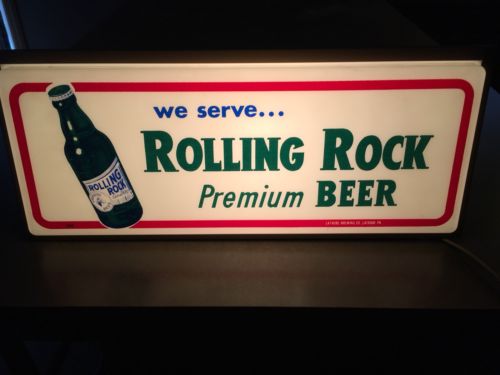 we serve...
ROLLING ROCK
Premium BEER
ROLLING
ROCK
LATROBE BREWING CO. LATROBE PA.